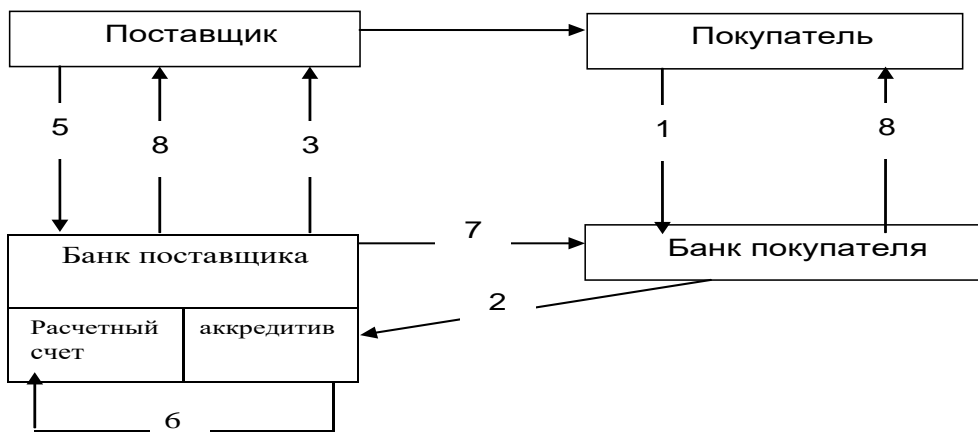 Поставщик
Покупатель
5
8
3
1
8
7
Банк поставщика
Банк покупателя
2
Расчетный
счет
аккредитив
6